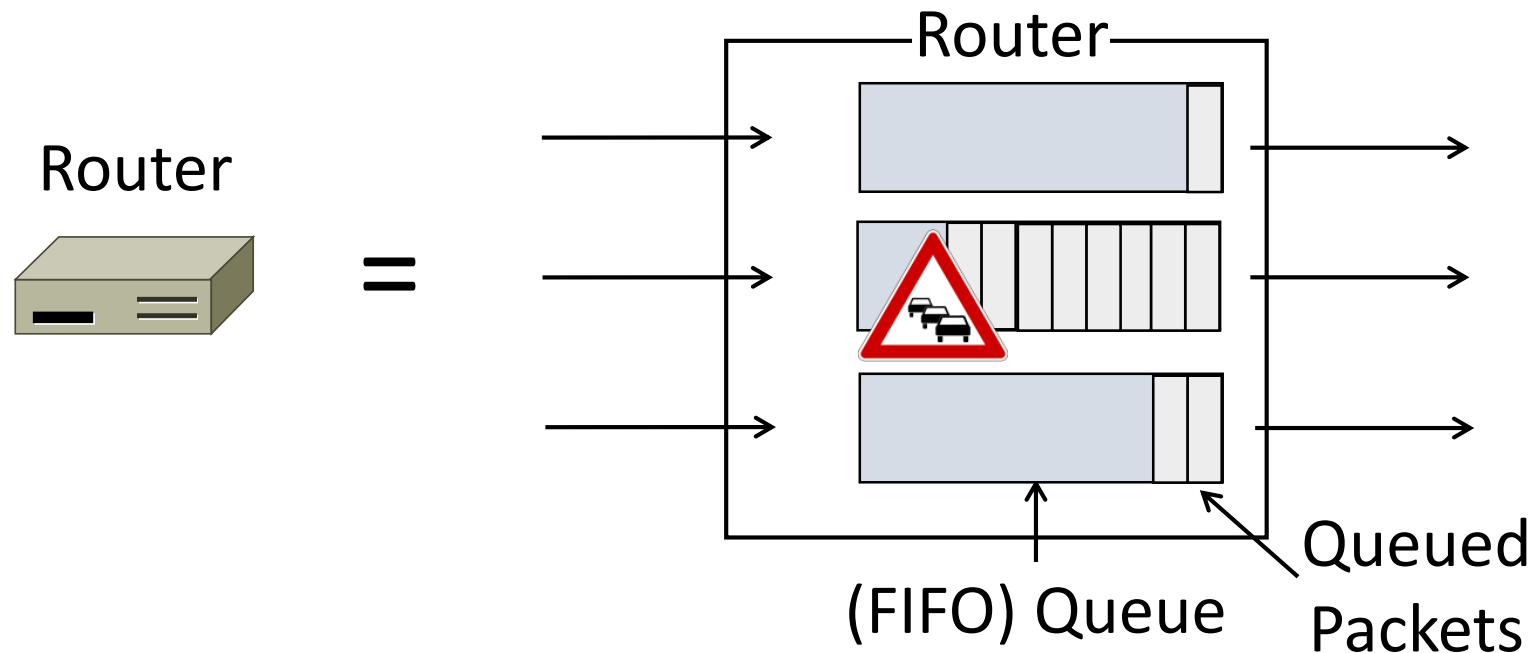 Router
Router
=
(FIFO) Queue
Queued
Packets